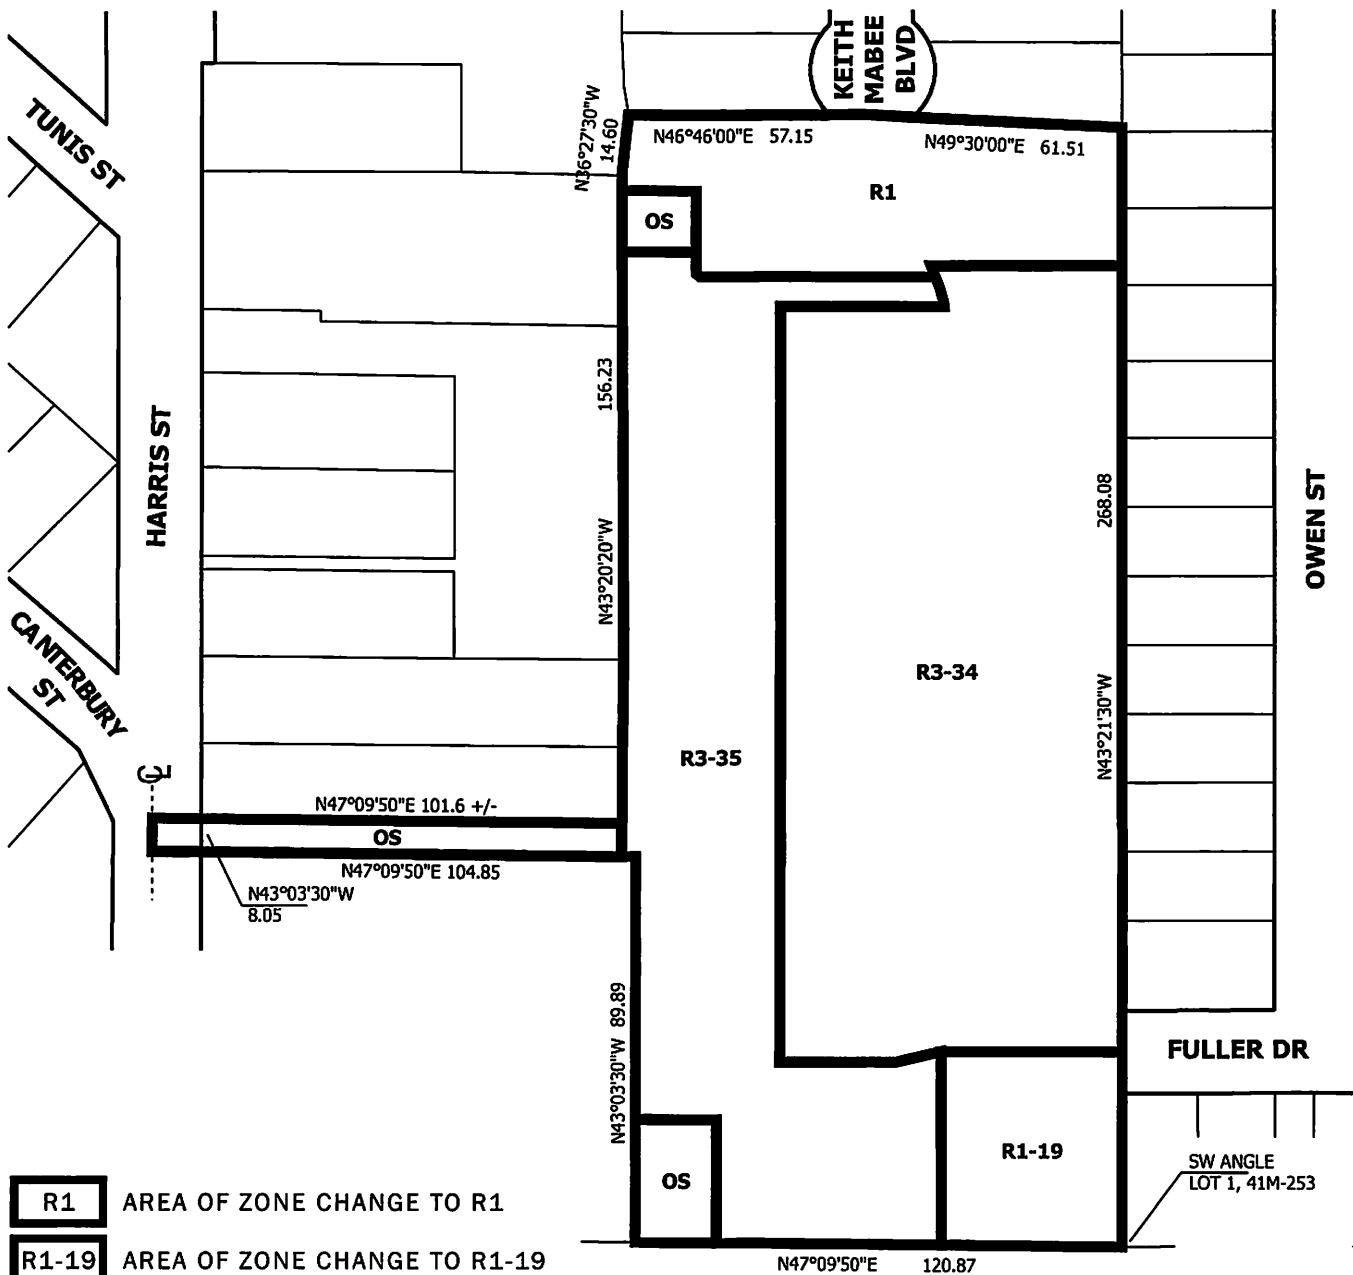 KEITH
MABEE
BLVD
TUNIS ST
N36°27'30"W
14.60
N46°46'00"E 57.15
N49°30'00"E 61.51
R1
OS
156.23
HARRIS ST
268.08
OWEN ST
N43°20'20"W
CANTERBURY
ST
R3-34
N43°21'30"W
R3-35
CL
N47°09'50"E 101.6 +/-
OS
N47°09'50"E 104.85
N43°03'30"W
8.05
N43°03'30"W 89.89
FULLER DR
R1-19
OS
SW ANGLE
LOT 1, 41M-253
R1 AREA OF ZONE CHANGE TO R1
R1-19 AREA OF ZONE CHANGE TO R1-19
N47°09'50"E 120.87